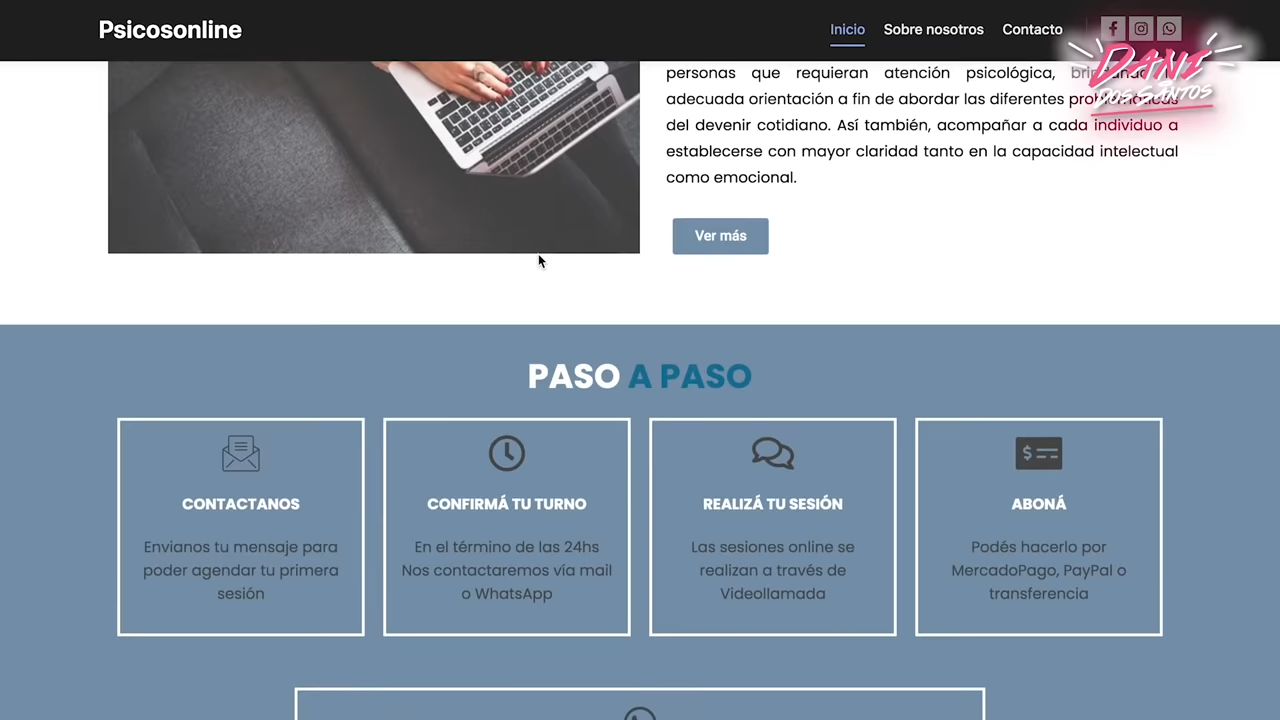 Psicosonline
Inicio Sobre nosotros Contacto
DANI
DOS SANTOS
personas que requieran atención psicológica,
adecuada orientación a fin de abordar las diferentes
del devenir cotidiano. Así también, acompañar a cada individuo a
establecerse con mayor claridad tanto en la capacidad intelectual
como emocional.
Ver más
PASO A PASO
CONTACTANOS
Envianos tu mensaje para
poder agendar tu primera
sesión
CONFIRMÁ TU TURNO
En el término de las 24hs
Nos contactaremos vía mail
o WhatsApp
REALIZÁ TU SESIÓN
Las sesiones online se
realizan a través de
Videollamada
ABONÁ
Podés hacerlo por
MercadoPago, PayPal o
transferencia